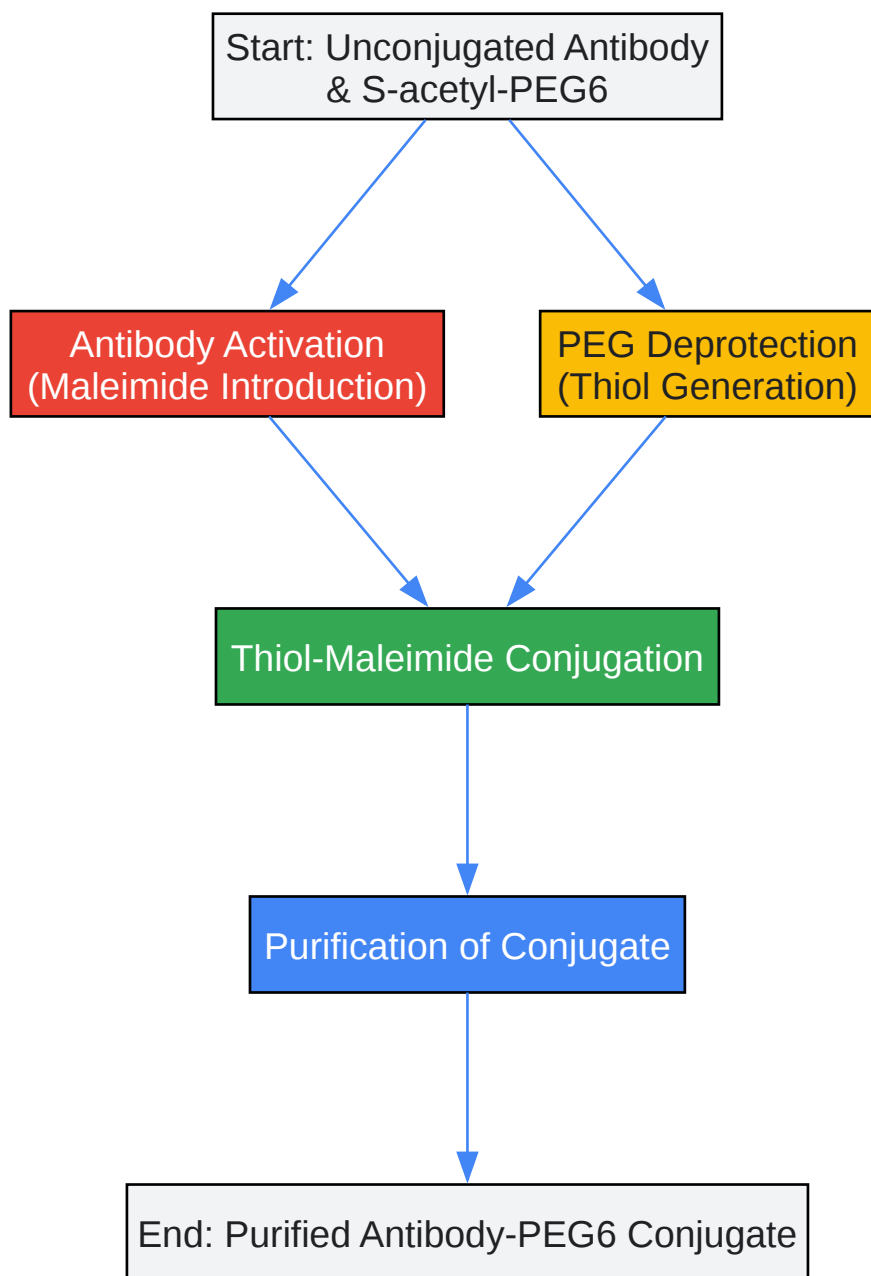 Start: Unconjugated Antibody
& S-acetyl-PEG6
Antibody Activation
(Maleimide Introduction)
PEG Deprotection
(Thiol Generation)
Thiol-Maleimide Conjugation
Purification of Conjugate
End: Purified Antibody-PEG6 Conjugate